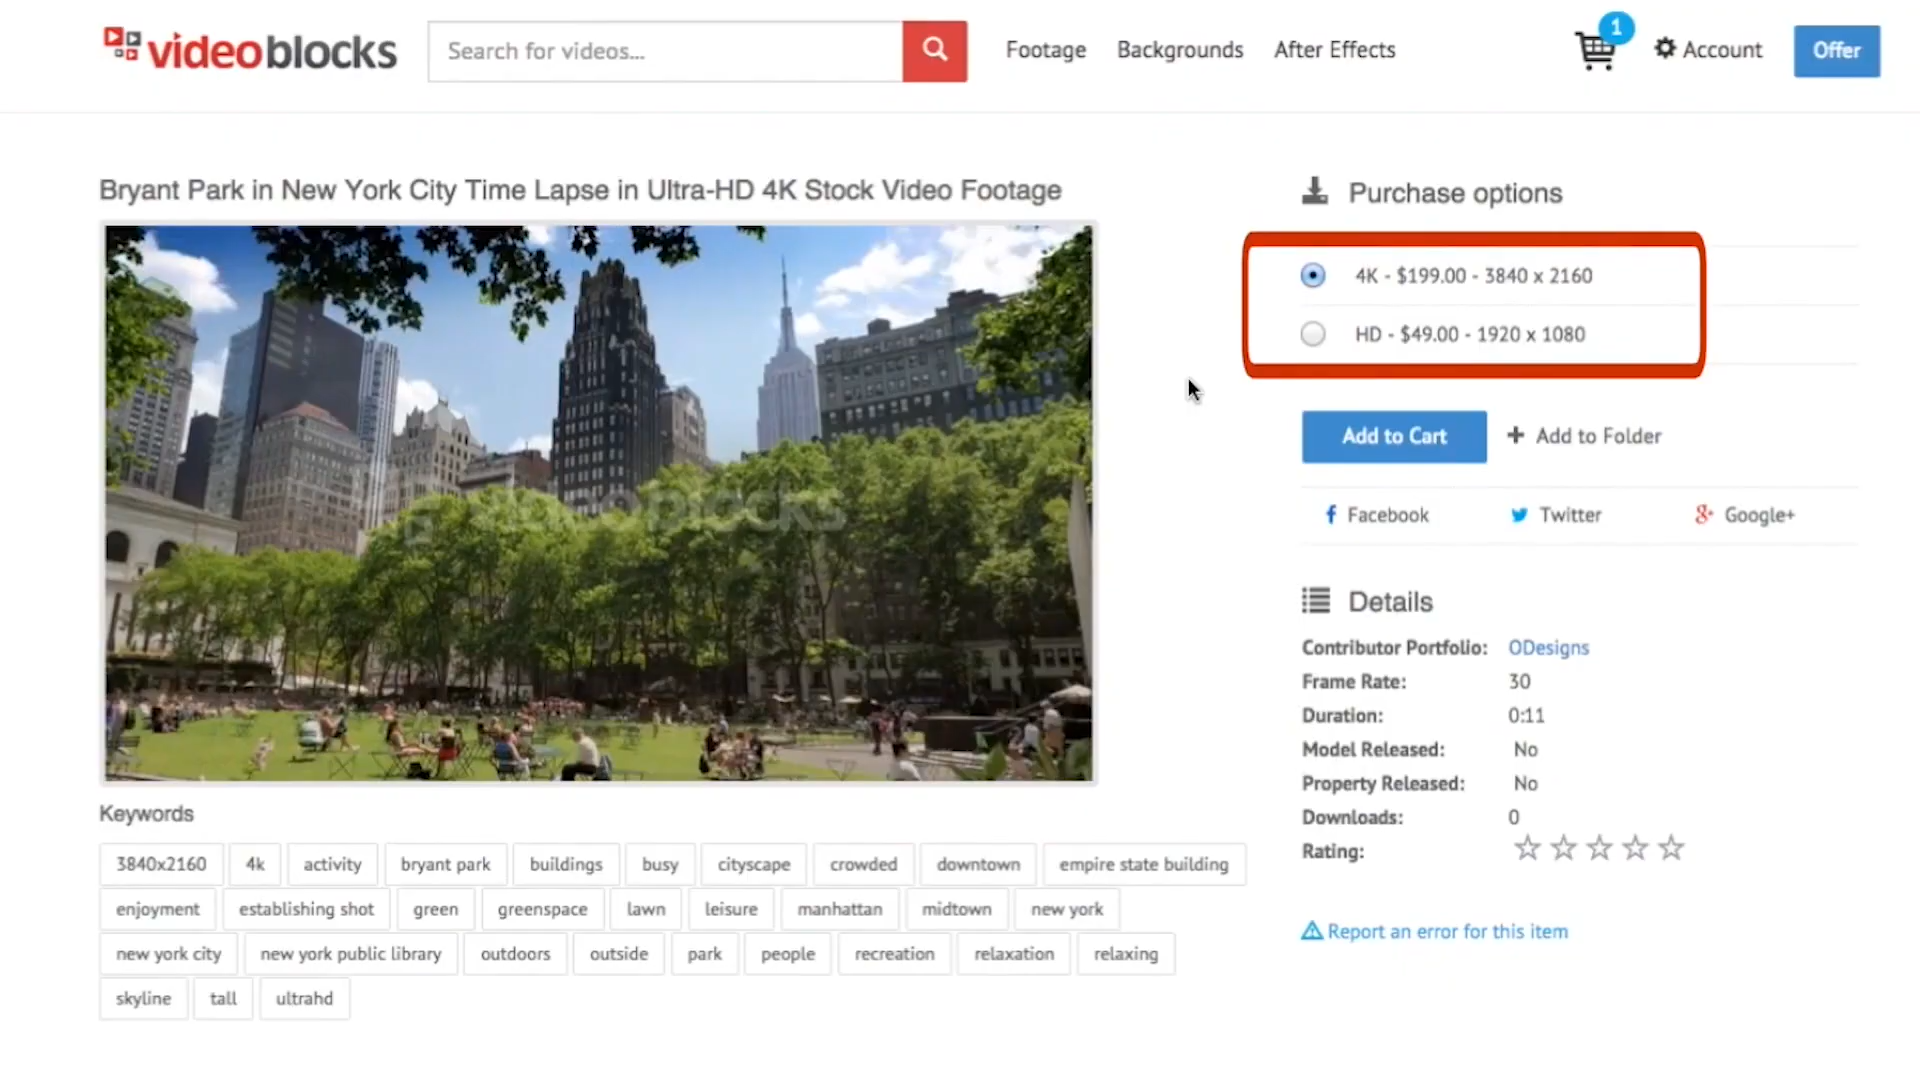 videoblocks
Search for videos...
Footage
Backgrounds
After Effects
1
Account
Offer
Bryant Park in New York City Time Lapse in Ultra-HD 4K Stock Video Footage
videoblocks
Keywords
3840x2160 4k activity bryant park buildings busy cityscape crowded downtown empire state building
enjoyment establishing shot green greenspace lawn leisure manhattan midtown new york
new york city new york public library outdoors outside park people recreation relaxation relaxing
skyline tall ultrahd
Purchase options
4K - $199.00 - 3840 x 2160
HD - $49.00 - 1920 x 1080
Add to Cart
+ Add to Folder
Facebook
Twitter
Google+
Details
Contributor Portfolio: ODesigns
Frame Rate: 30
Duration: 0:11
Model Released: No
Property Released: No
Downloads: 0
Rating:
Report an error for this item